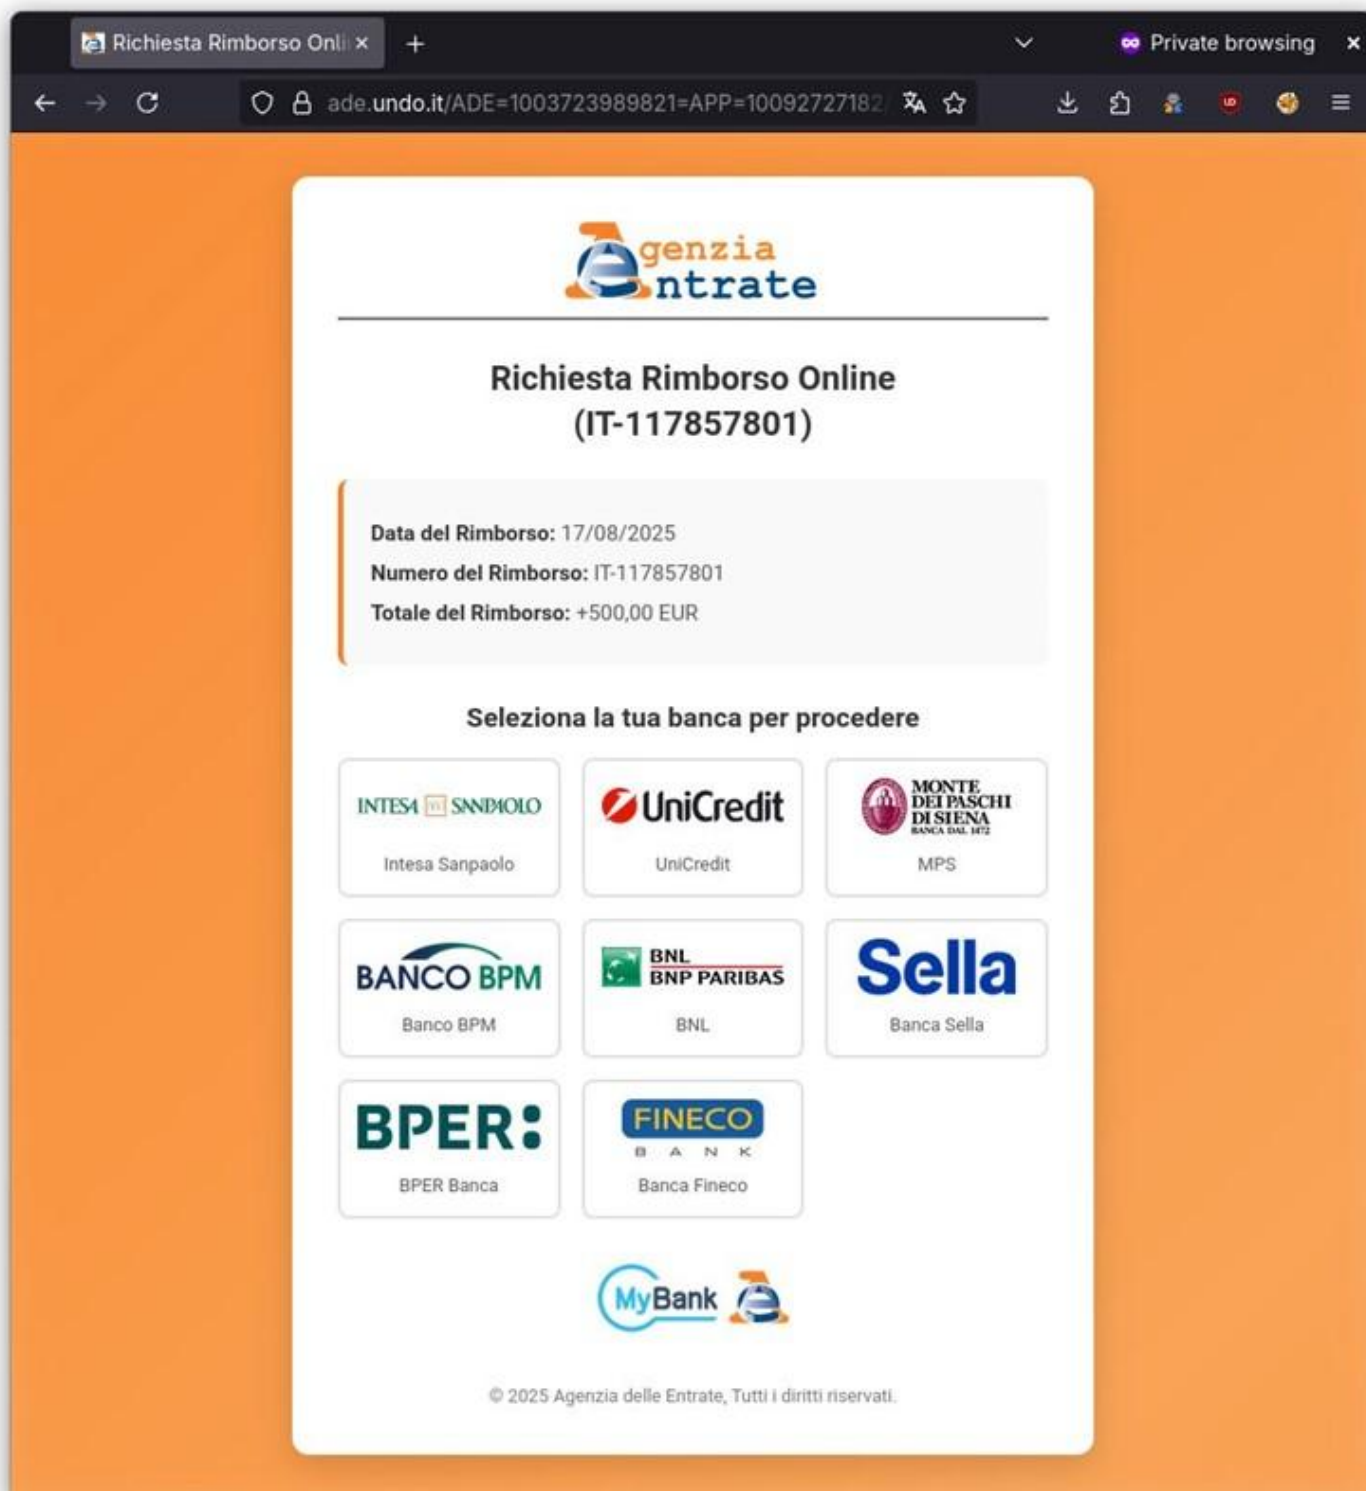 Richiesta Rimborso Onli
Private browsing
ade.undo.it/ADE=1003723989821=APP=10092727182
Agenzia
entrate
Richiesta Rimborso Online
(IT-117857801)
Data del Rimborso: 17/08/2025
Numero del Rimborso: IT-117857801
Totale del Rimborso: +500,00 EUR
Seleziona la tua banca per procedere
INTESA SANPAOLO
Intesa Sanpaolo
UniCredit
UniCredit
MONTE
DEI PASCHI
DI SIENA
BANCA DAL 1472
MPS
BANCO BPM
Banco BPM
BNL
BNP PARIBAS
BNL
Sella
Banca Sella
BPER:
BPER Banca
FINECO
BANK
Banca Fineco
MyBank
© 2025 Agenzia delle Entrate, Tutti i diritti riservati.